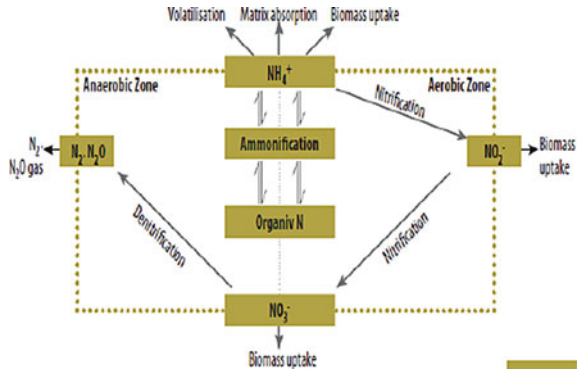 Volatilisation
Matrix absorption
Biomass uptake
NH₄⁺
Anaerobic Zone
Aerobic Zone
Nitrification
Ammonification
N₂. N₂O
N₂-
N₂O gas
NO₂⁻
Biomass
uptake
Organiv N
Denitrification
Nitrification
NO₃⁻
Biomass uptake